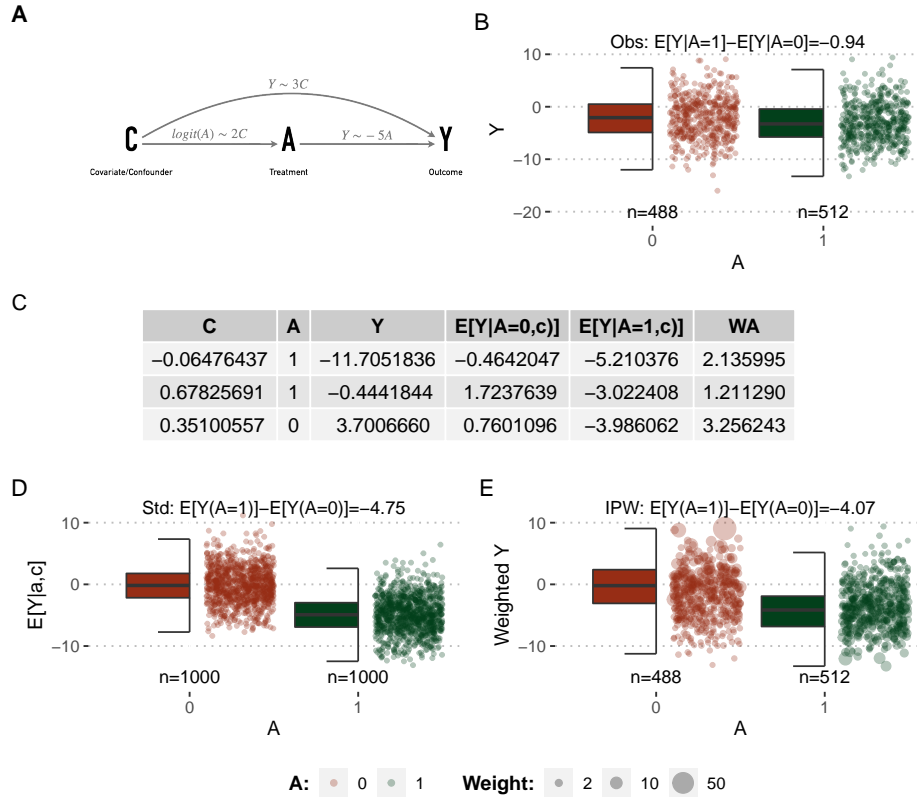 A
Y ∼ 3C
logit(A) ∼ 2C
Y ∼ − 5A
C
A
Y
Covariate/Confounder
Treatment
Outcome
B
Obs: E[Y|A=1]−E[Y|A=0]=−0.94
10
0
−10
−20
Y
n=488
n=512
0
1
A
C
C A Y E[Y|A=0,c)] E[Y|A=1,c)] WA
−0.06476437 1 −11.7051836 −0.4642047 −5.210376 2.135995
0.67825691 1 −0.4441844 1.7237639 −3.022408 1.211290
0.35100557 0 3.7006660 0.7601096 −3.986062 3.256243
D
Std: E[Y(A=1)]−E[Y(A=0)]=−4.75
10
0
−10
E[Y|a,c]
n=1000
n=1000
0
1
A
E
IPW: E[Y(A=1)]−E[Y(A=0)]=−4.07
10
0
−10
Weighted Y
n=488
n=512
0
1
A
A: 0 1 Weight: 2 10 50